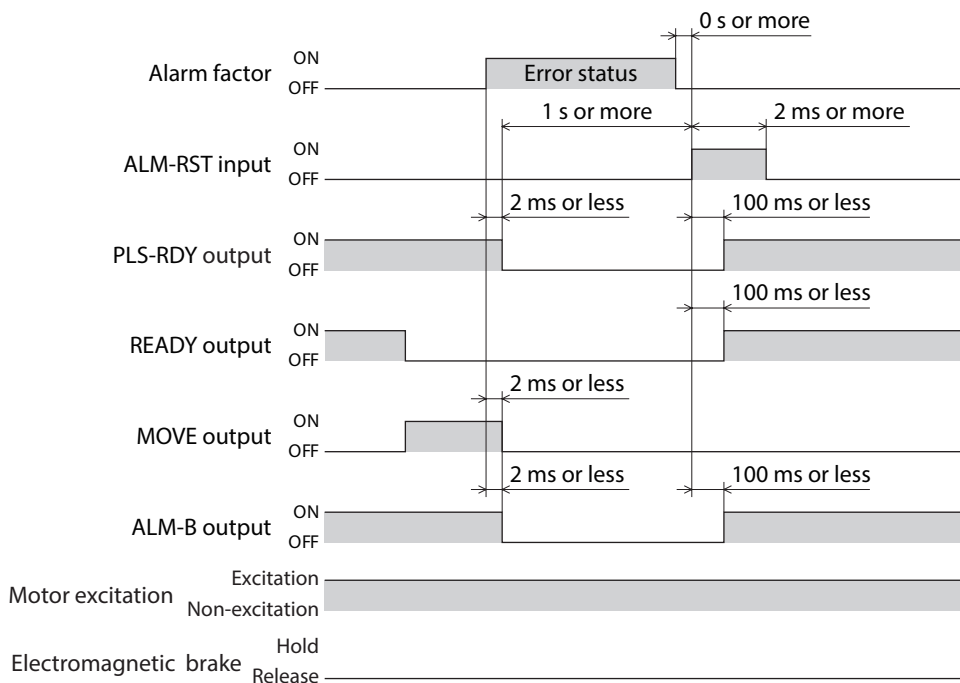 0 s or more
ON
Alarm factor
Error status
OFF
1 s or more
2 ms or more
ON
ALM-RST input
OFF
2 ms or less
100 ms or less
ON
PLS-RDY output
OFF
100 ms or less
ON
READY output
OFF
2 ms or less
ON
MOVE output
OFF
2 ms or less
100 ms or less
ON
ALM-B output
OFF
Excitation
Motor excitation
Non-excitation
Hold
Electromagnetic brake
Release